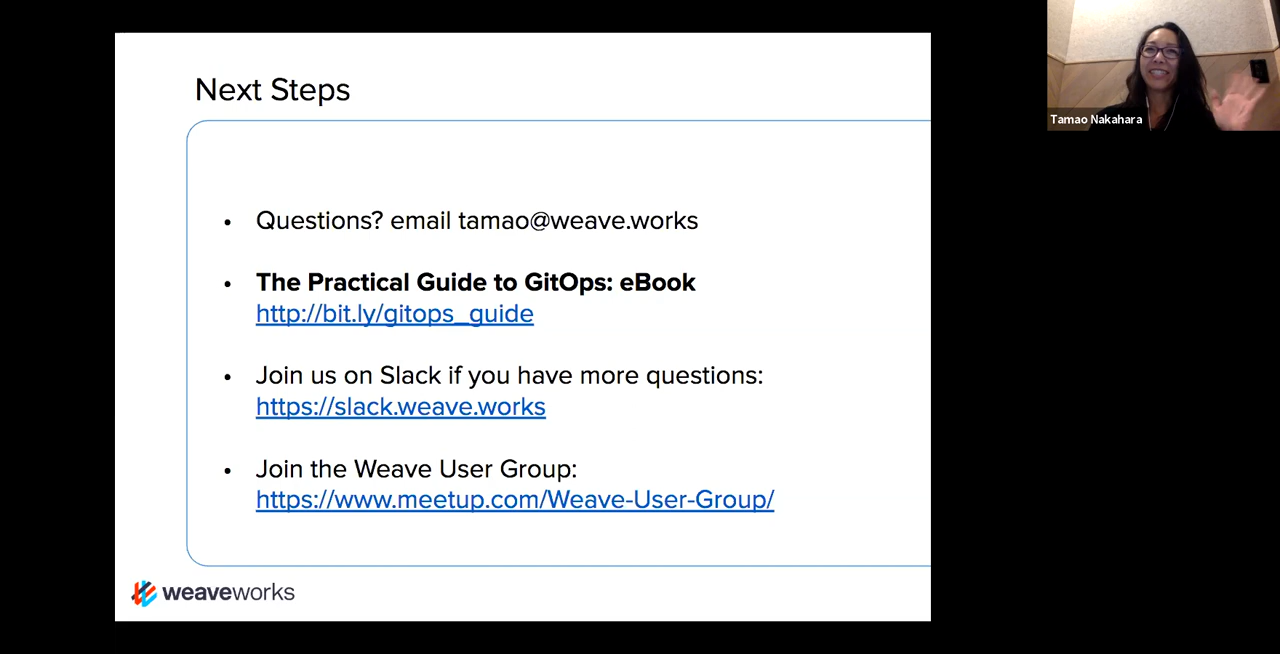 Next Steps
• Questions? email tamao@weave.works
• The Practical Guide to GitOps: eBook
http://bit.ly/gitops_guide
• Join us on Slack if you have more questions:
https://slack.weave.works
• Join the Weave User Group:
https://www.meetup.com/Weave-User-Group/
weaveworks
Tamao Nakahara